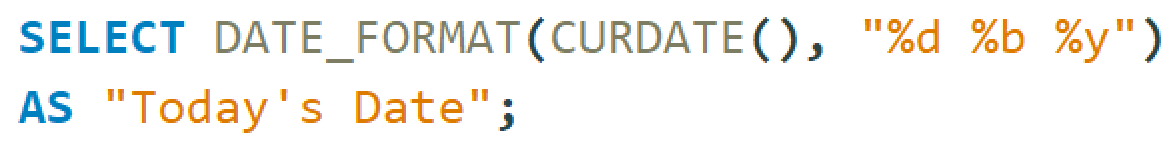 SELECT DATE_FORMAT(CURDATE(), "%d %b %y")
AS "Today's Date";